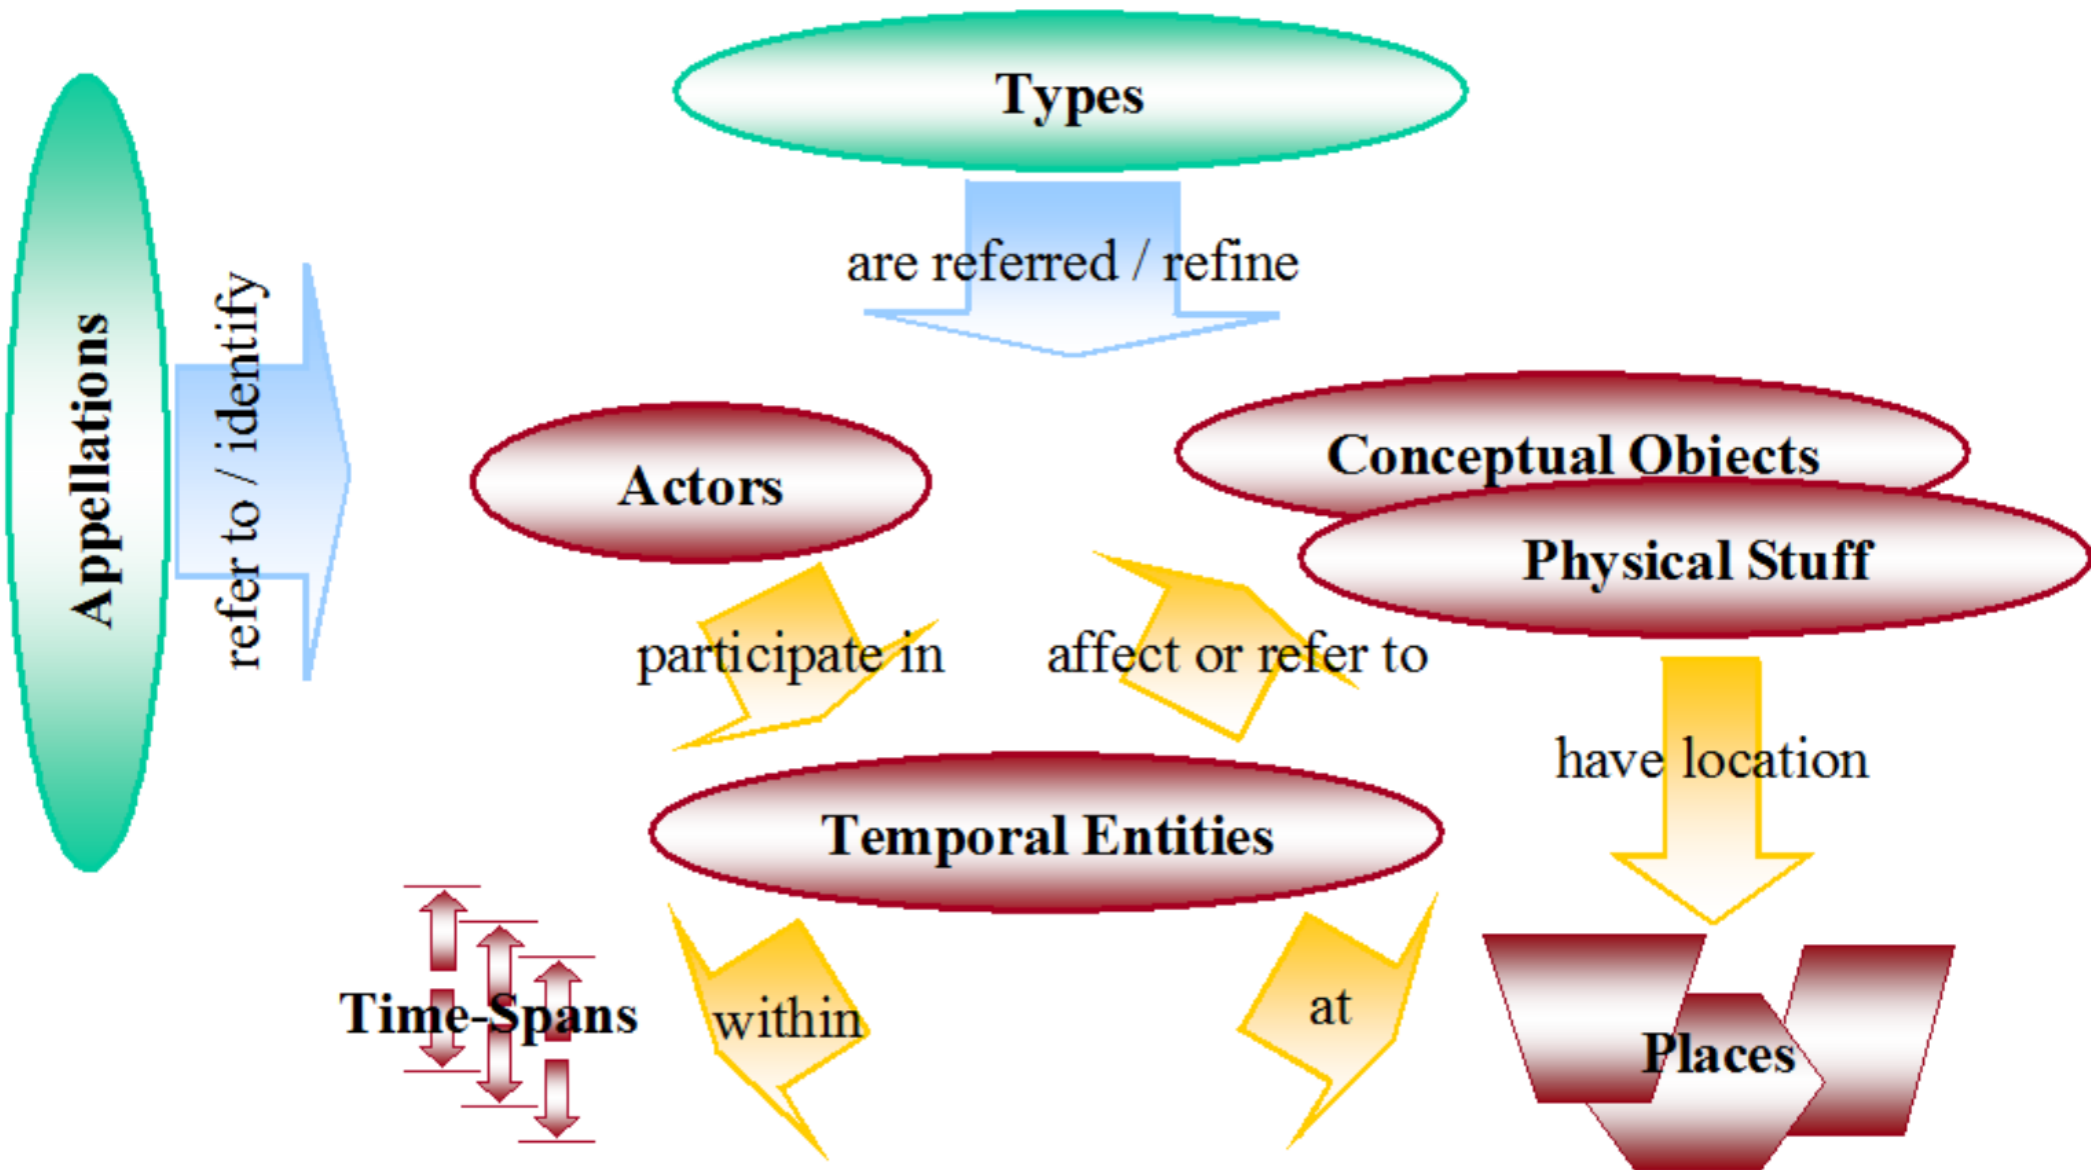 Types
are referred / refine
Appellations
refer to / identify
Actors
Conceptual Objects
Physical Stuff
participate in
affect or refer to
have location
Temporal Entities
Time-Spans
within
at
Places